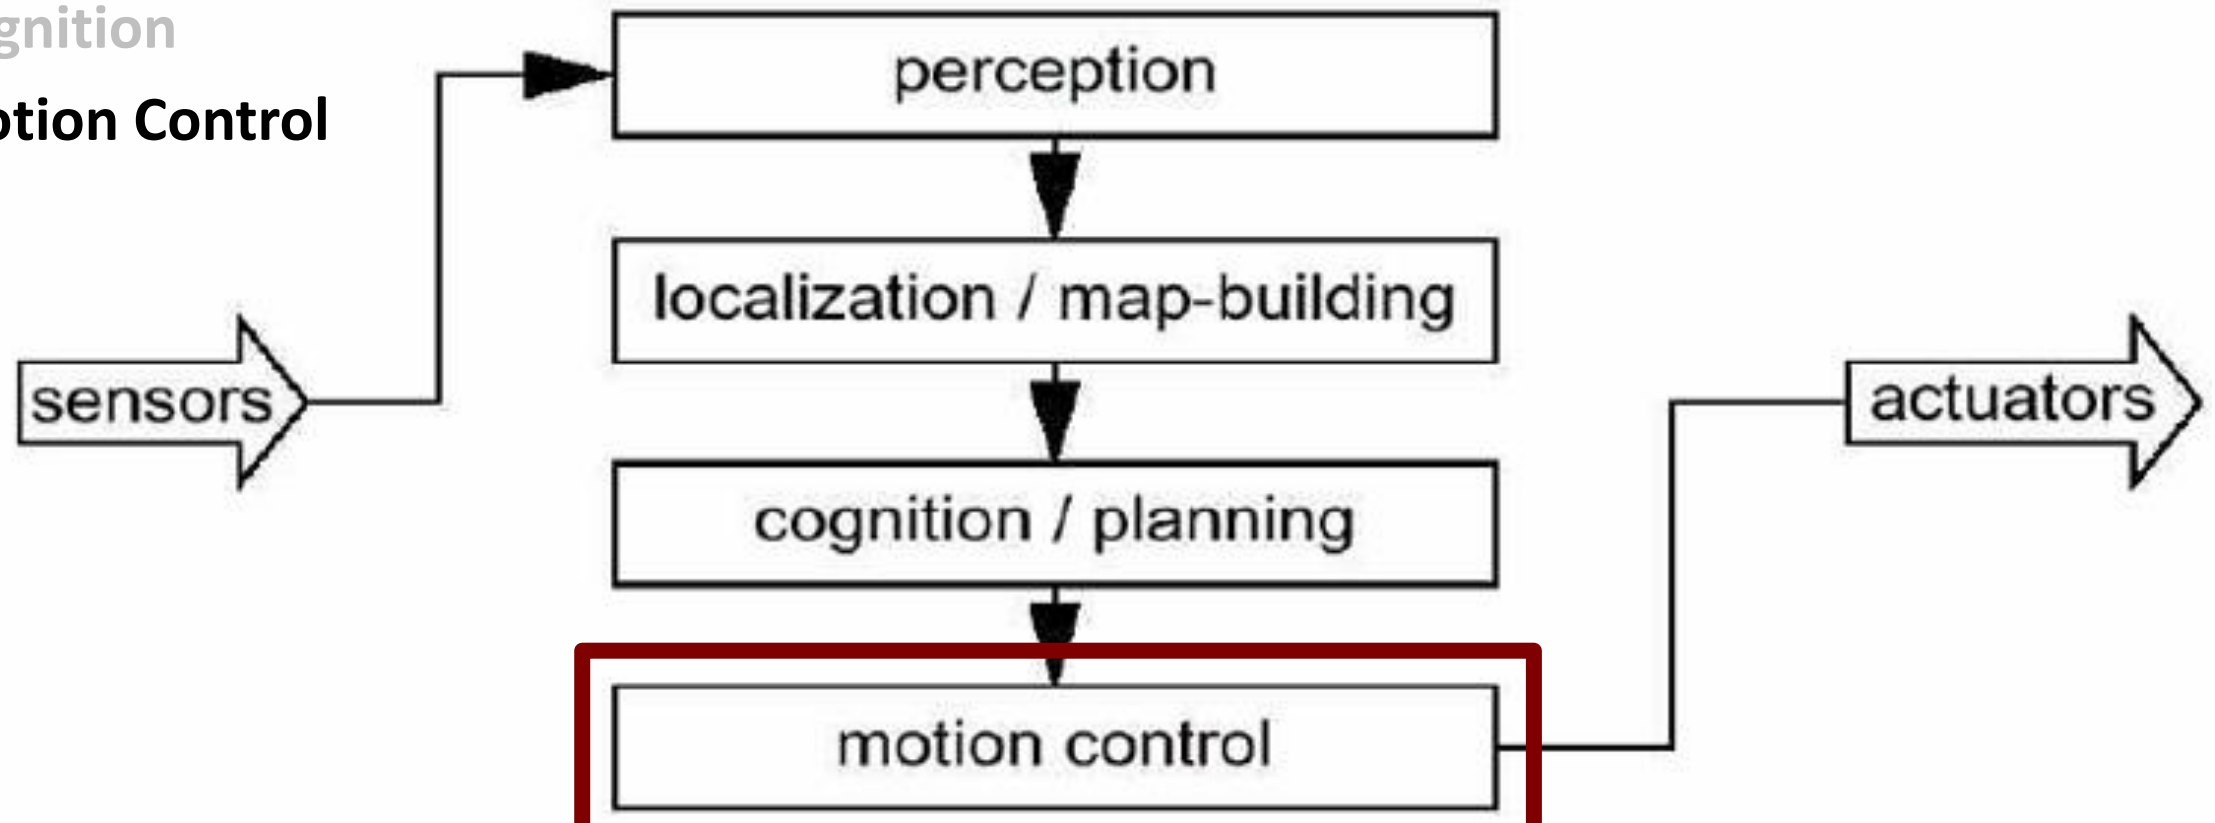 gnition
otion Control
perception
localization / map-building
sensors
actuators
cognition / planning
motion control